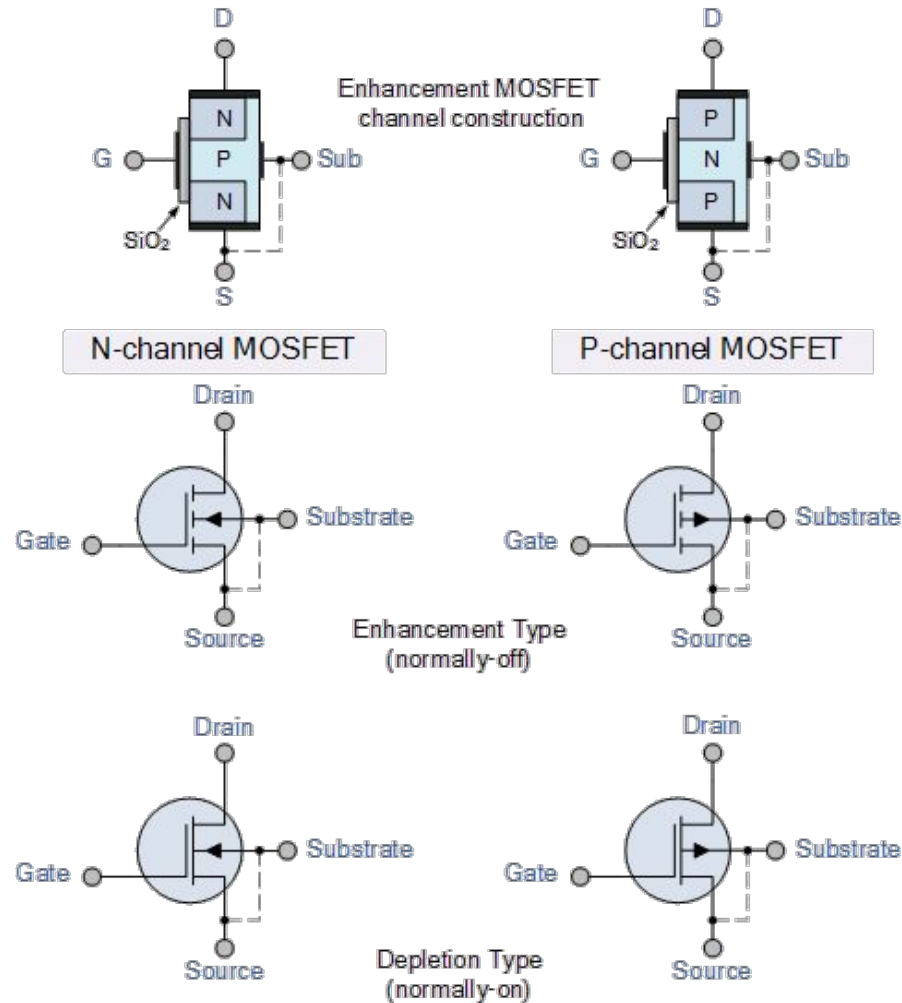 D
D
Enhancement MOSFET
channel construction
N
P
N
G
Sub
SiO₂
S
P
N
P
G
Sub
SiO₂
S
N-channel MOSFET
P-channel MOSFET
Drain
Drain
Gate
Substrate
Gate
Substrate
Source
Source
Enhancement Type
(normally-off)
Drain
Drain
Gate
Substrate
Gate
Substrate
Source
Source
Depletion Type
(normally-on)